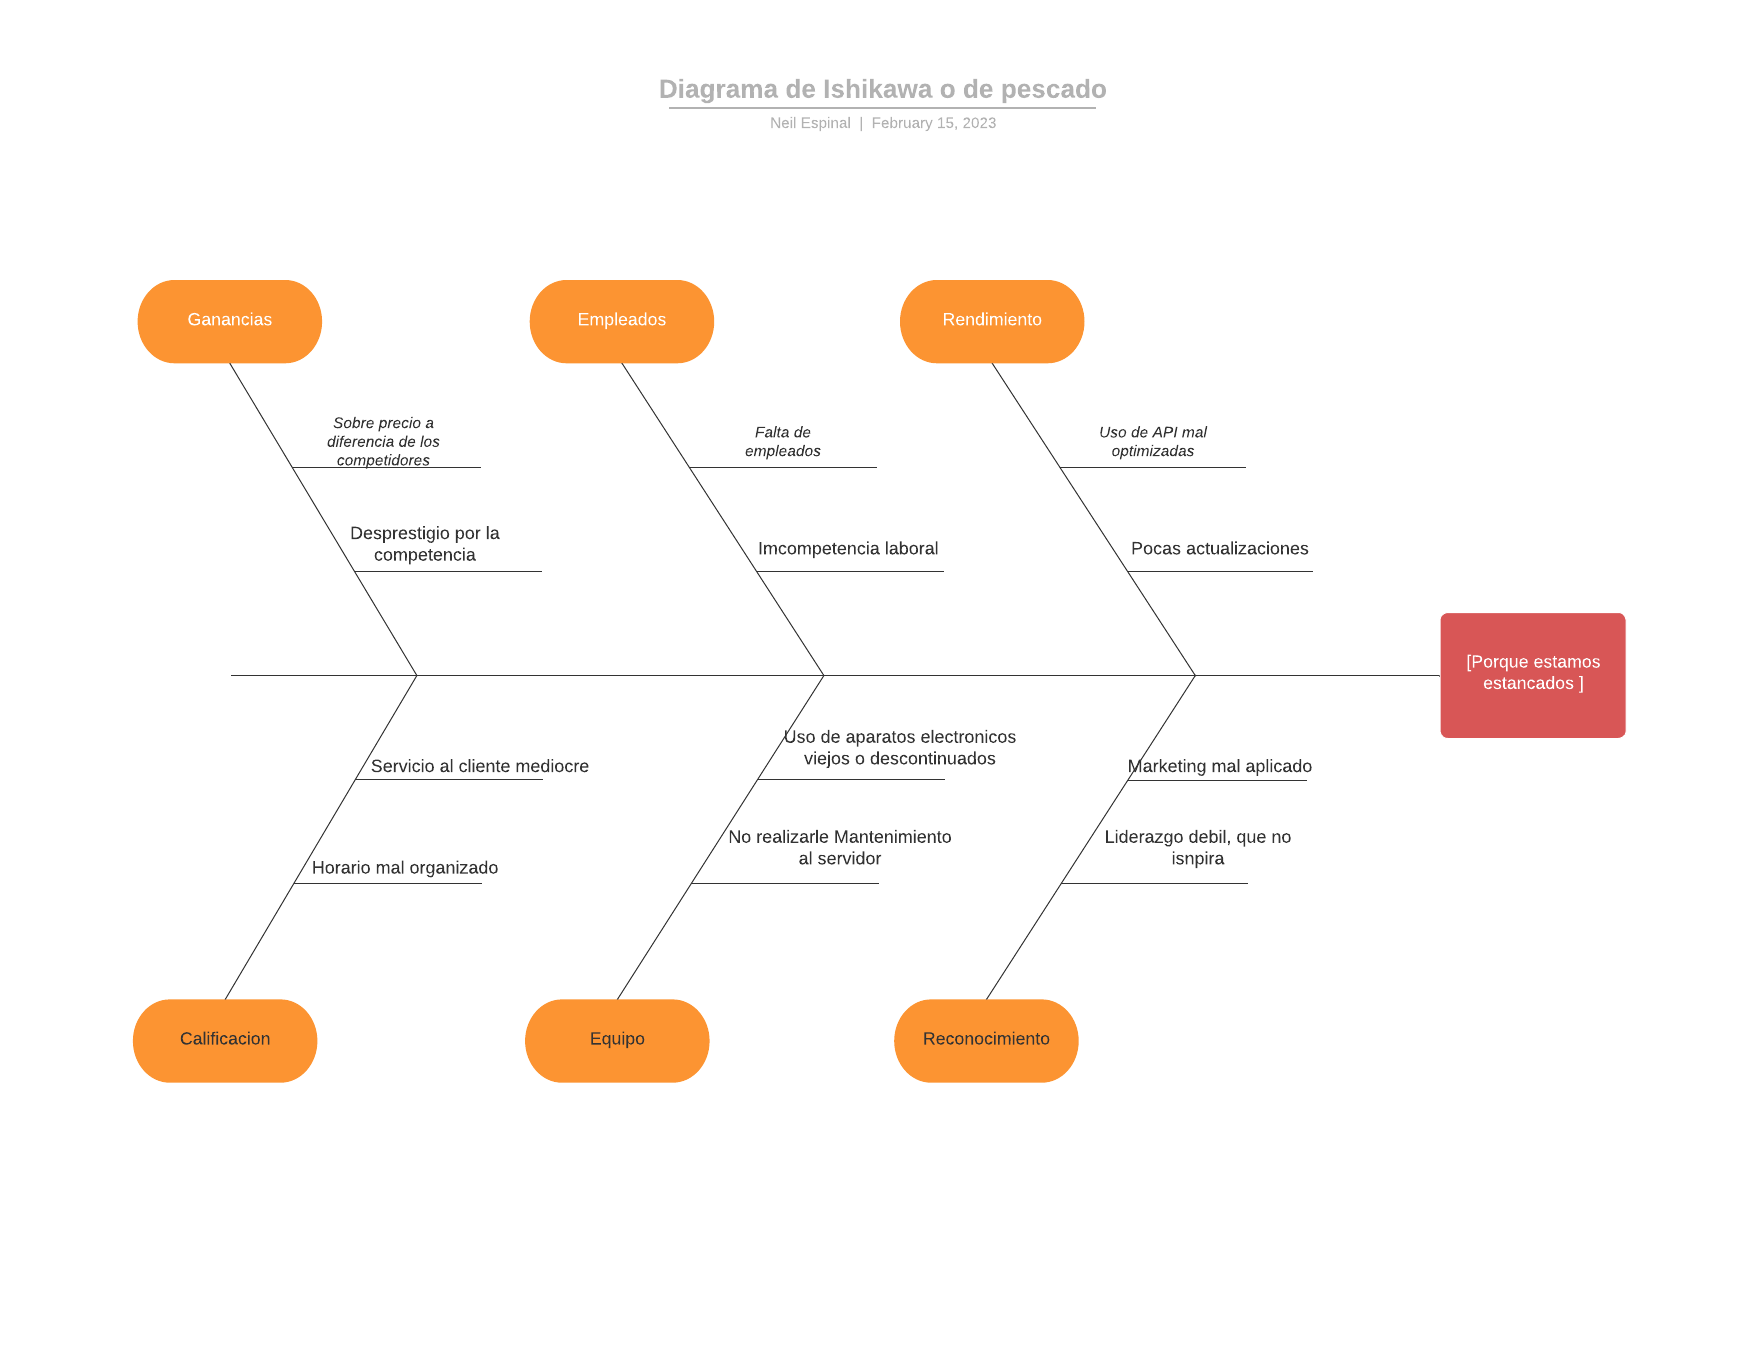 Diagrama de Ishikawa o de pescado
Neil Espinal | February 15, 2023
Ganancias
Empleados
Rendimiento
Sobre precio a
diferencia de los
competidores
Falta de
empleados
Uso de API mal
optimizadas
Desprestigio por la
competencia
Imcompetencia laboral
Pocas actualizaciones
[Porque estamos
estancados ]
Servicio al cliente mediocre
Uso de aparatos electronicos
viejos o descontinuados
Marketing mal aplicado
Horario mal organizado
No realizarle Mantenimiento
al servidor
Liderazgo debil, que no
isnpira
Calificacion
Equipo
Reconocimiento